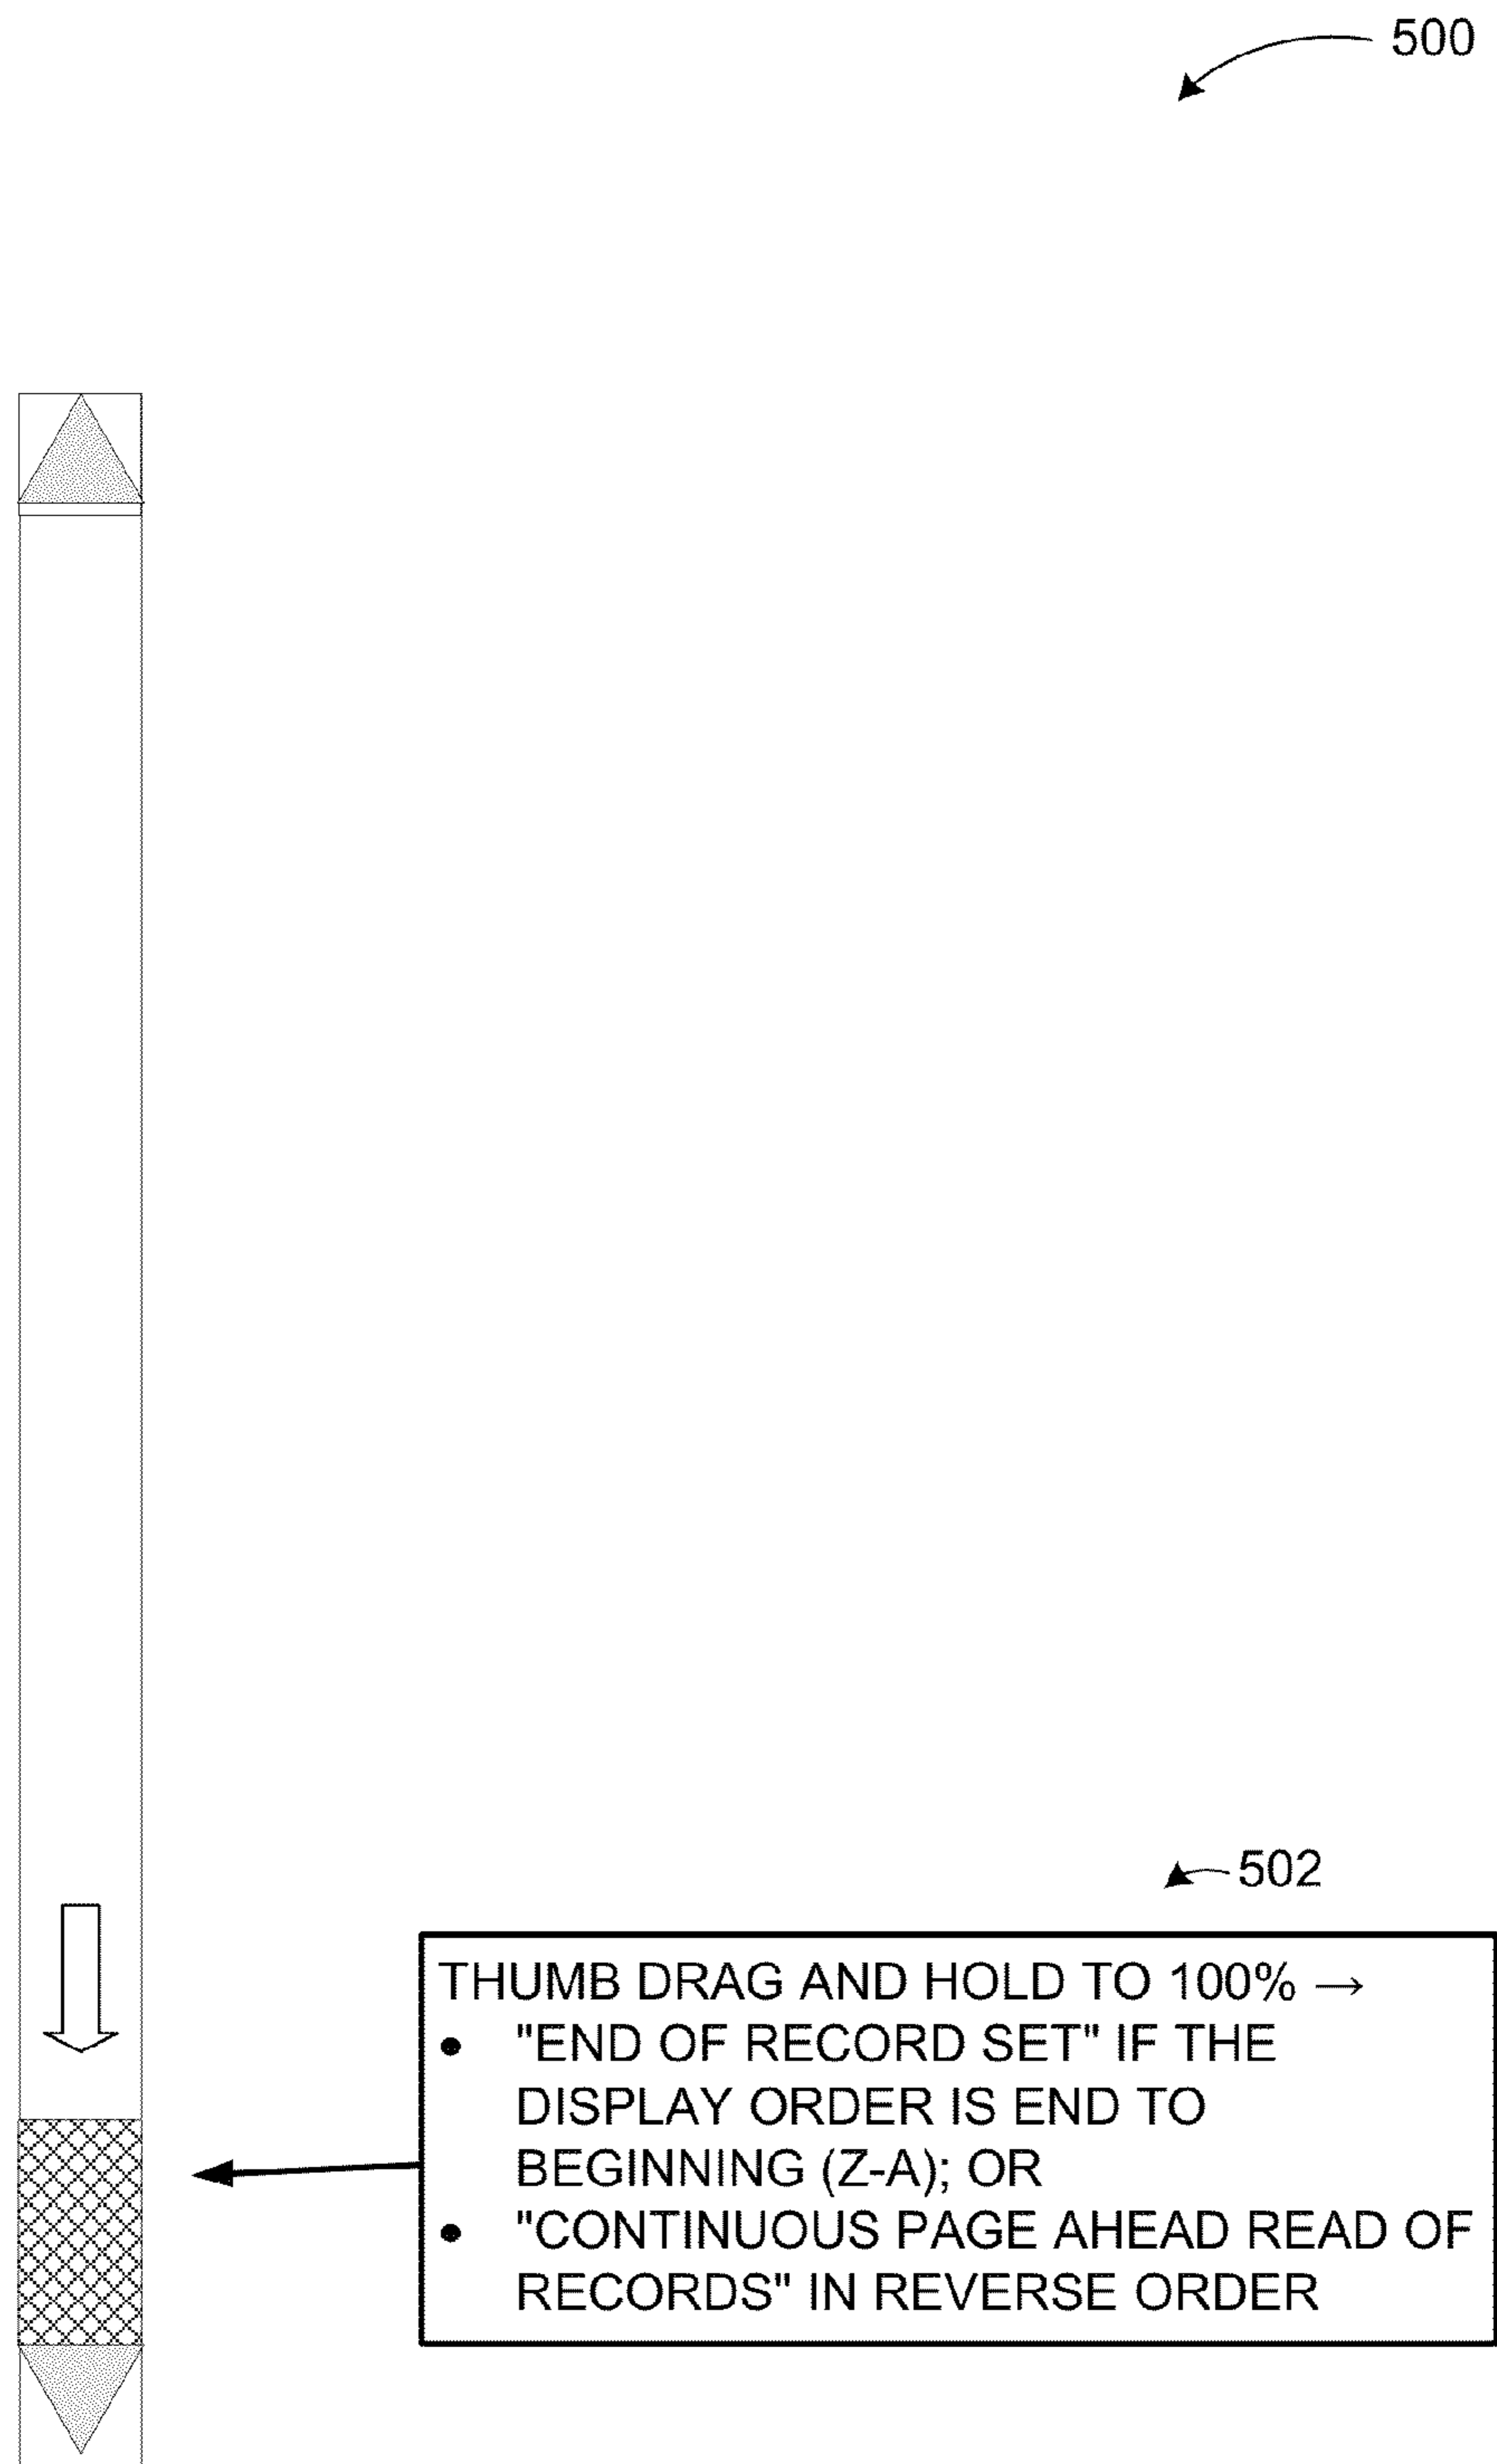 500
502
THUMB DRAG AND HOLD TO 100% →
• "END OF RECORD SET" IF THE
DISPLAY ORDER IS END TO
BEGINNING (Z-A); OR
• "CONTINUOUS PAGE AHEAD READ OF
RECORDS" IN REVERSE ORDER